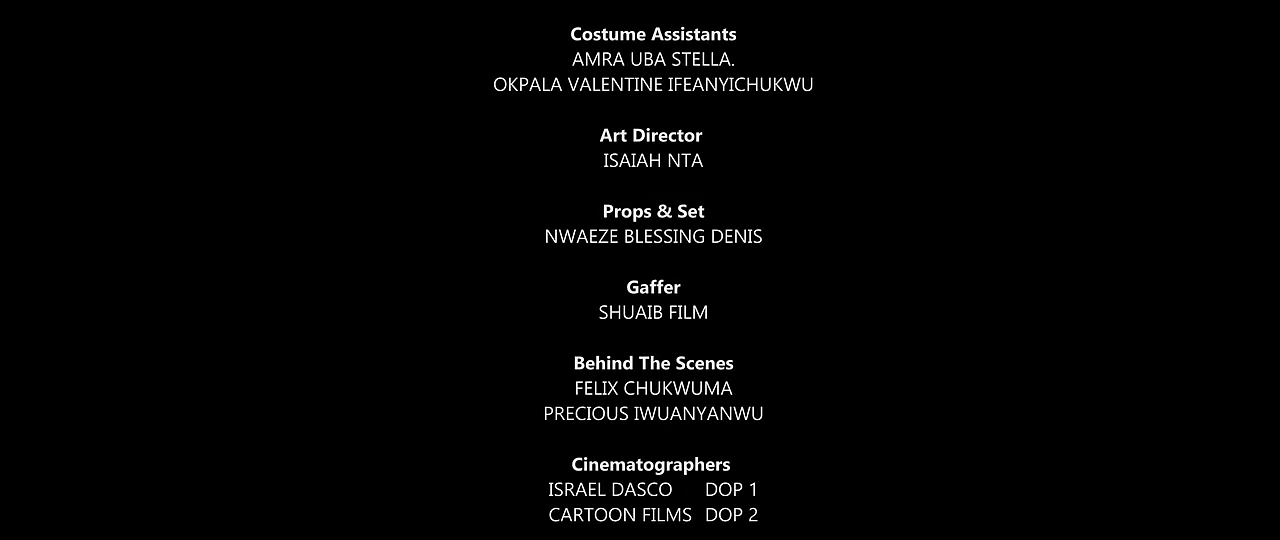 Costume Assistants
AMRA UBA STELLA.
OKPALA VALENTINE IFEANYICHUKWU
Art Director
ISAIAH NTA
Props & Set
NWAEZE BLESSING DENIS
Gaffer
SHUAIB FILM
Behind The Scenes
FELIX CHUKWUMA
PRECIOUS IWUANYANWU
Cinematographers
ISRAEL DASCO DOP 1
CARTOON FILMS DOP 2